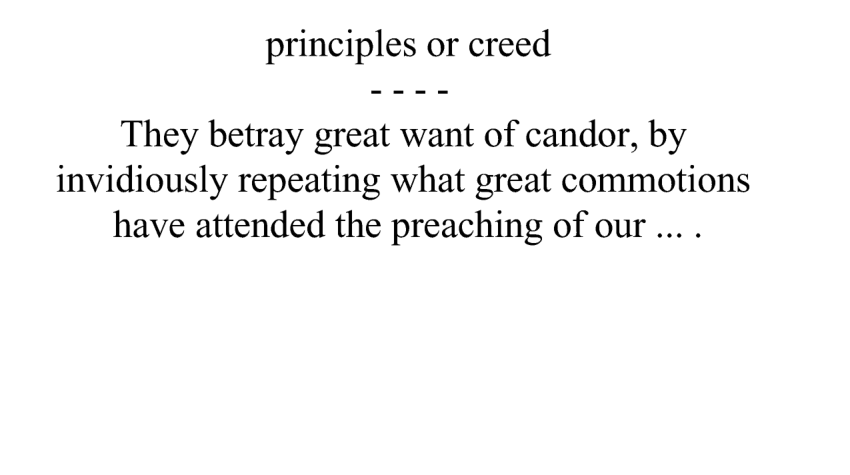 principles or creed
- - - -
They betray great want of candor, by
invidiously repeating what great commotions
have attended the preaching of our ... .